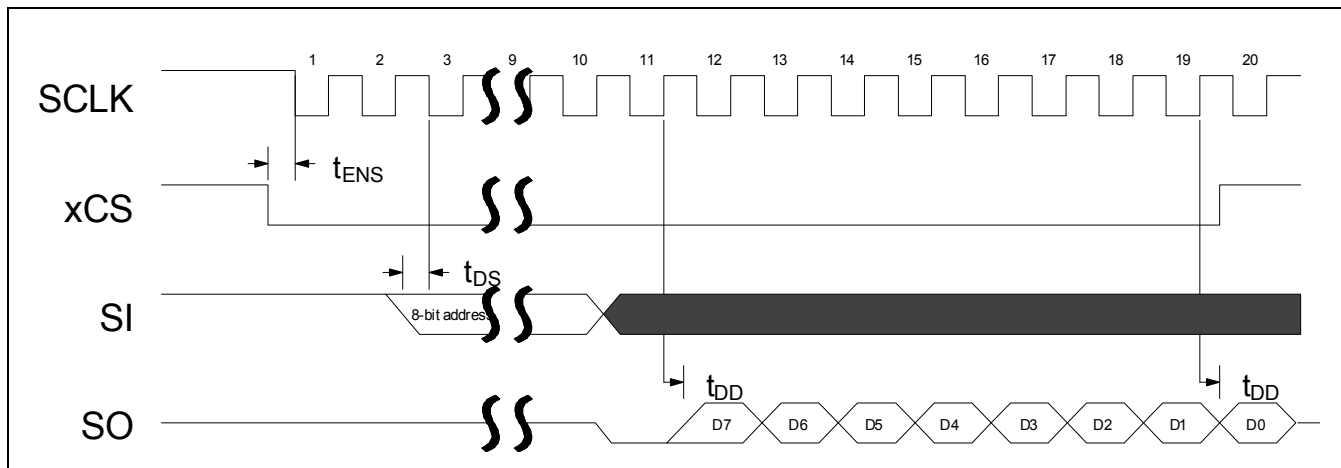 1 2 3 9 10 11 12 13 14 15 16 17 18 19 20
SCLK
tENS
xCS
tDS
SI
8-bit address
tDD tDD
SO
D7 D6 D5 D4 D3 D2 D1 D0